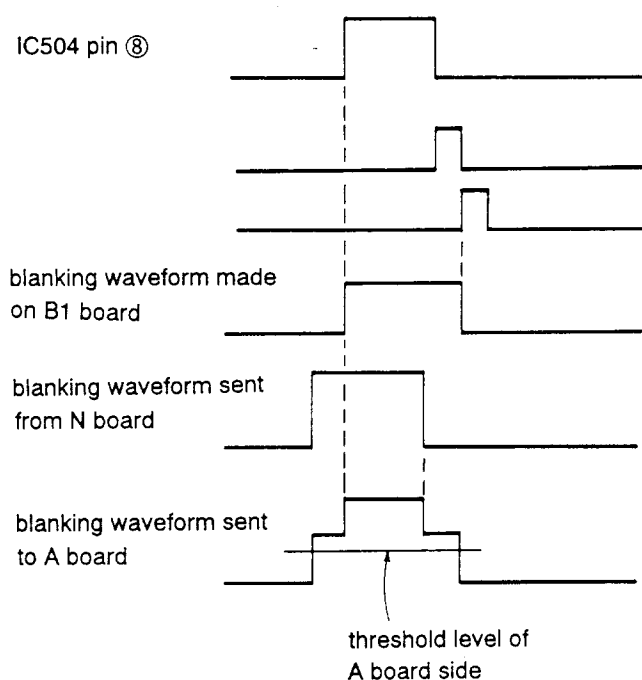 IC504 pin ⑧
blanking waveform made
on B1 board
blanking waveform sent
from N board
blanking waveform sent
to A board
threshold level of
A board side